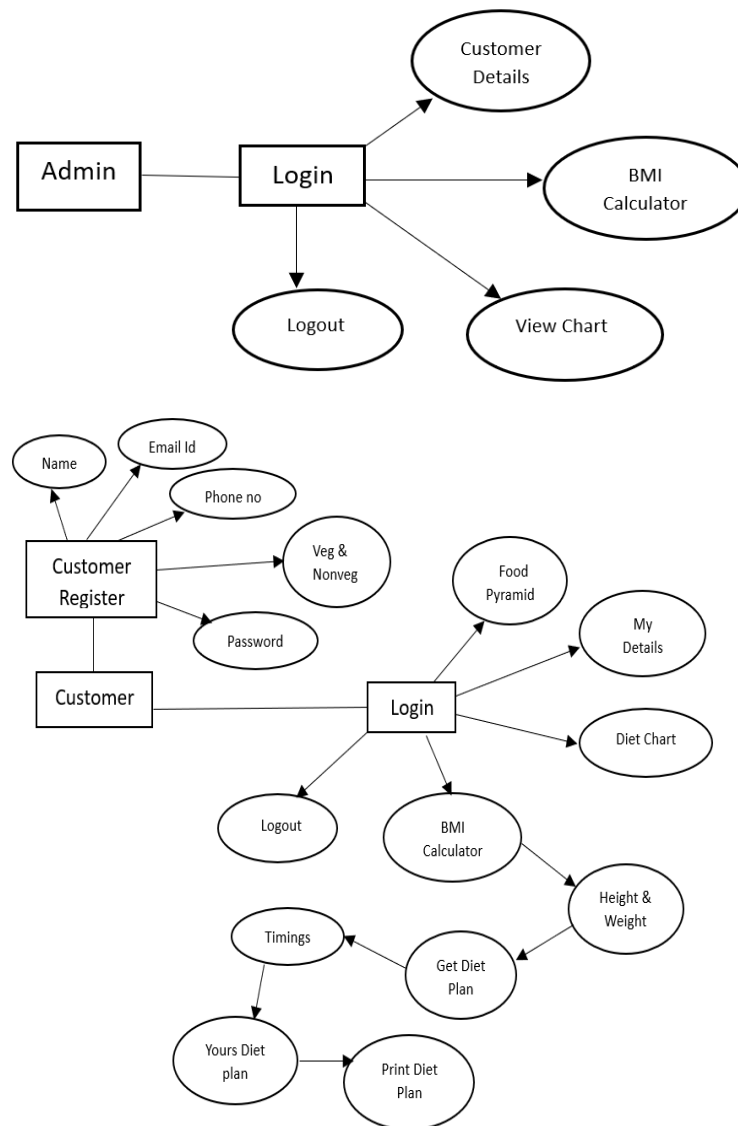 Customer
Details
Admin
Login
BMI
Calculator
Logout
View Chart
Email Id
Name
Phone no
Veg &
Nonveg
Customer
Register
Food
Pyramid
My
Details
Password
Customer
Login
Diet Chart
Logout
BMI
Calculator
Height &
Weight
Timings
Get Diet
Plan
Yours Diet
plan
Print Diet
Plan